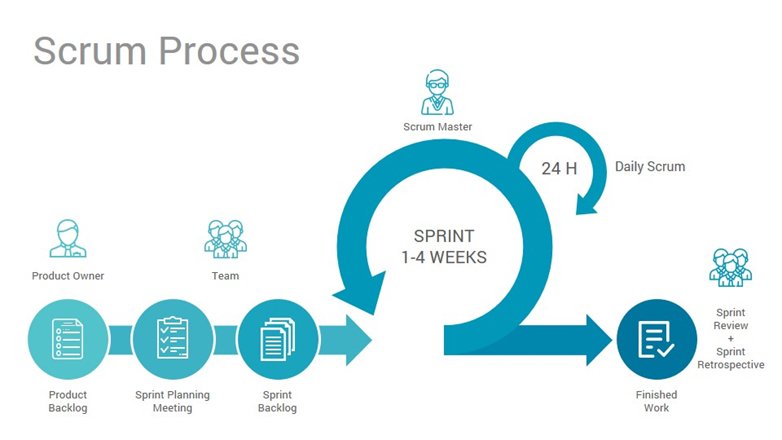 Scrum Process
Scrum Master
24 H
Daily Scrum
SPRINT
1-4 WEEKS
Product Owner
Team
Product
Backlog
Sprint Planning
Meeting
Sprint
Backlog
Finished
Work
Sprint
Review
+
Sprint
Retrospective